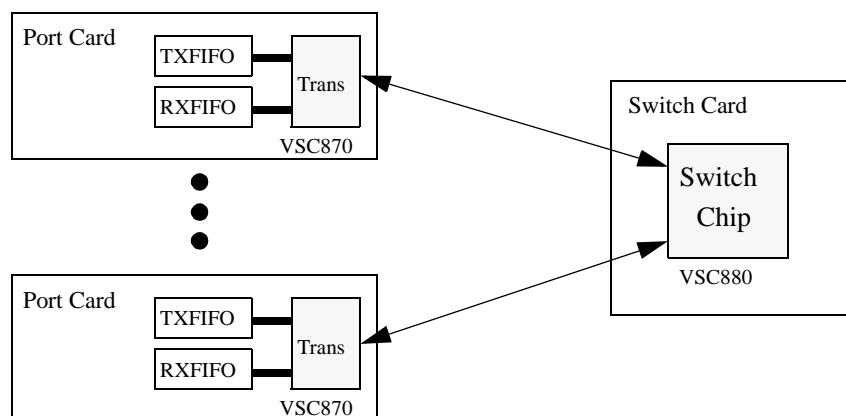 Port Card
TXFIFO
RXFIFO
Trans
VSC870
Switch Card
Switch
Chip
VSC880
Port Card
TXFIFO
RXFIFO
Trans
VSC870